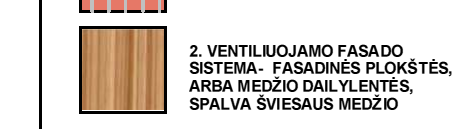 2. VENTILIUOJAMO FASADO
SISTEMA- FASADINĖS PLOKŠTĖS,
ARBA MEDŽIO DAILYLENTĖS,
SPALVA ŠVIESAUS MEDŽIO